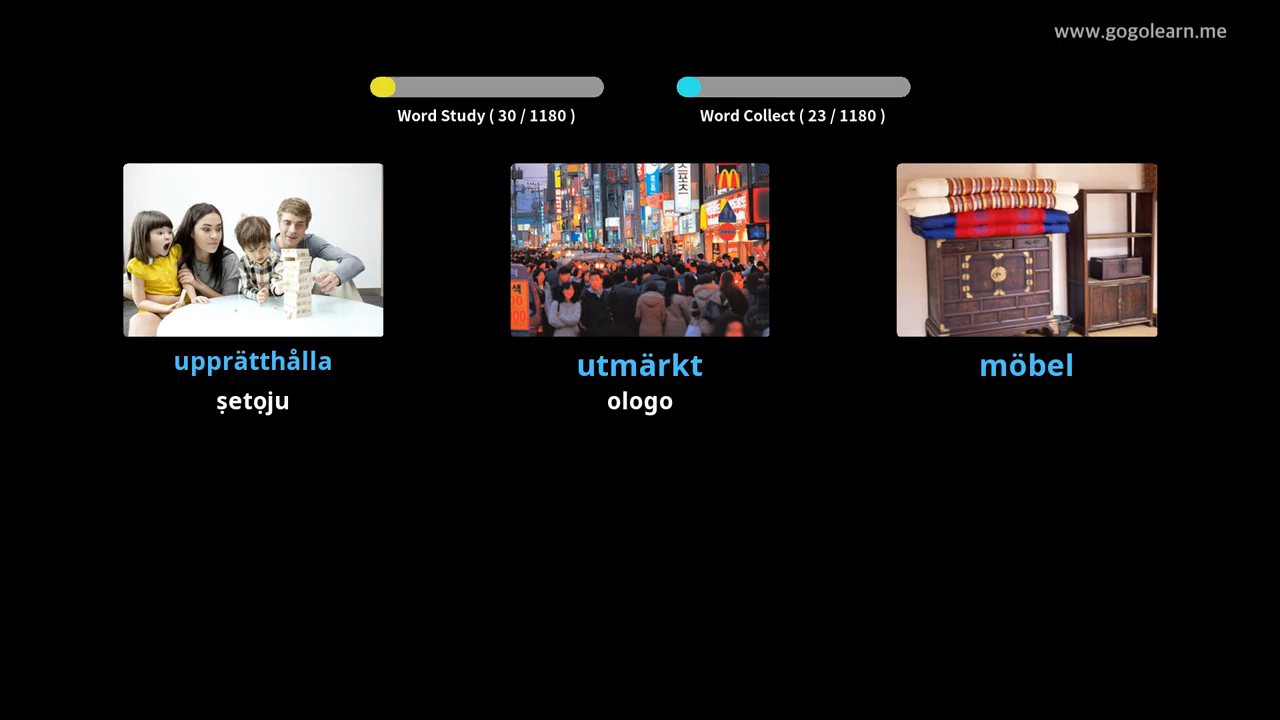 www.gogolearn.me
Word Study ( 30 / 1180 )
Word Collect ( 23 / 1180 )
upprätthålla
ṣetọju
utmärkt
ologo
möbel